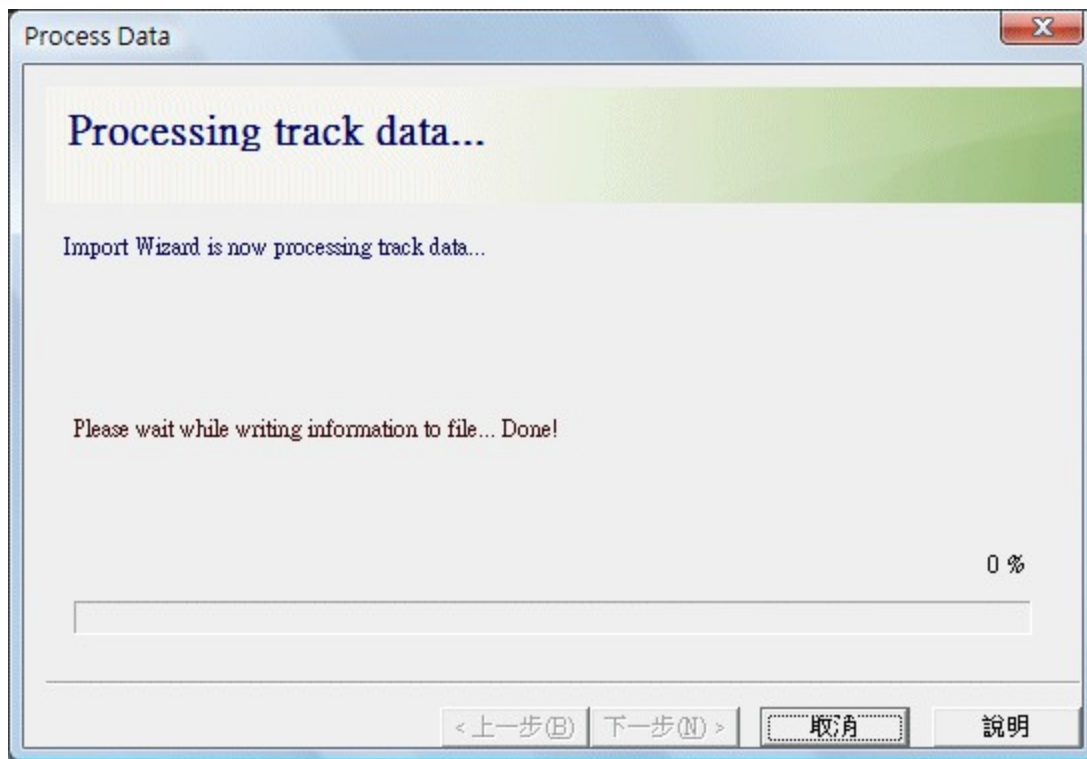 Process Data
Processing track data...
Import Wizard is now processing track data...
Please wait while writing information to file... Done!
0 %
<上一步(B) 下一步(N)> 取消 說明